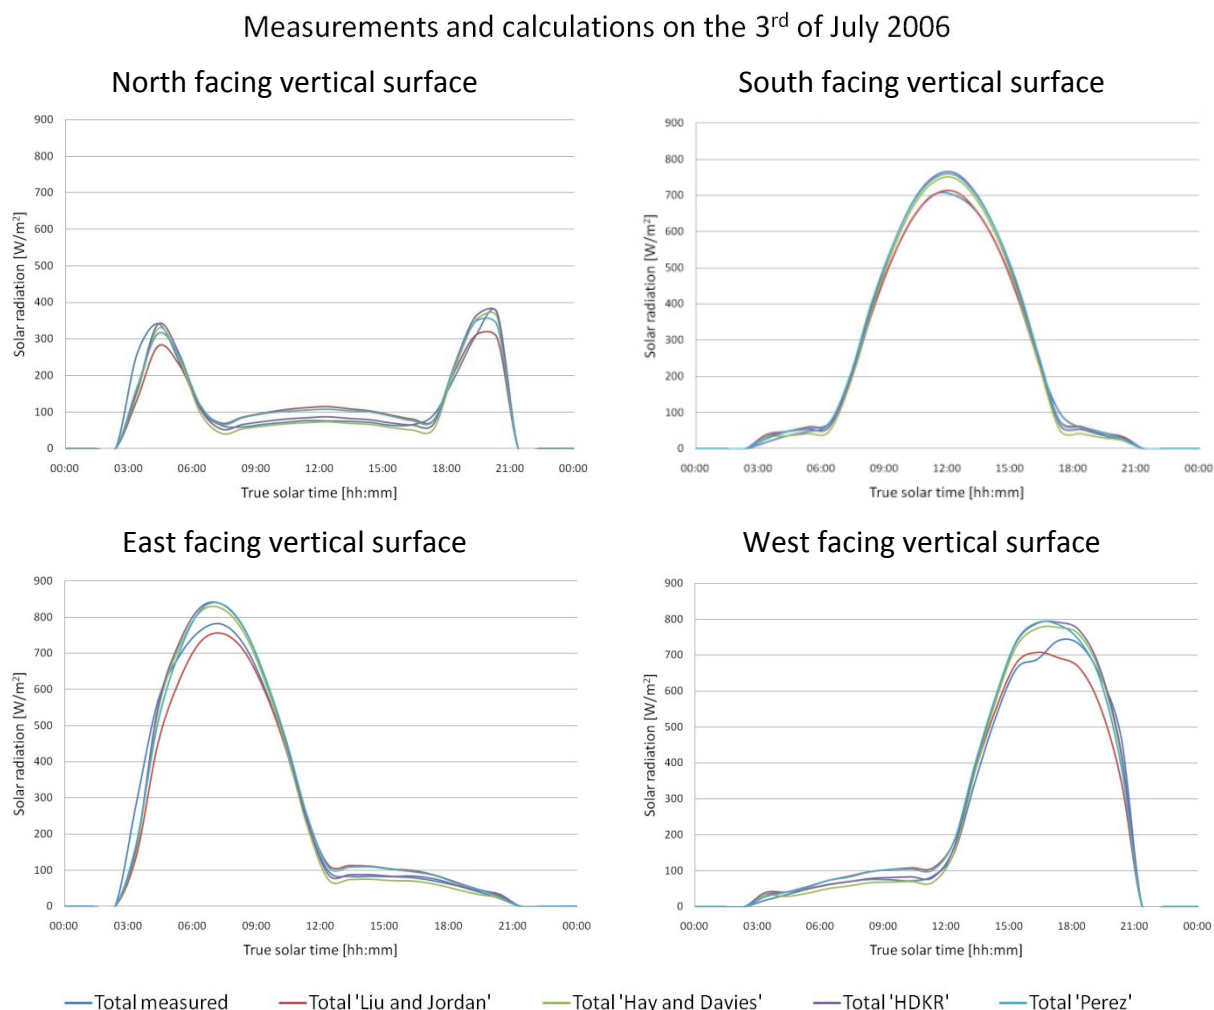 Measurements and calculations on the 3rd of July 2006
North facing vertical surface
900
800
700
600
500
400
300
200
100
0
Solar radiation [W/m²]
00:00 03:00 06:00 09:00 12:00 15:00 18:00 21:00 00:00
True solar time [hh:mm]
South facing vertical surface
900
800
700
600
500
400
300
200
100
0
Solar radiation [W/m²]
00:00 03:00 06:00 09:00 12:00 15:00 18:00 21:00 00:00
True solar time [hh:mm]
East facing vertical surface
900
800
700
600
500
400
300
200
100
0
Solar radiation [W/m²]
00:00 03:00 06:00 09:00 12:00 15:00 18:00 21:00 00:00
True solar time [hh:mm]
West facing vertical surface
900
800
700
600
500
400
300
200
100
0
Solar radiation [W/m²]
00:00 03:00 06:00 09:00 12:00 15:00 18:00 21:00 00:00
True solar time [hh:mm]
Total measured Total 'Liu and Jordan' Total 'Hay and Davies' Total 'HDKR' Total 'Perez'